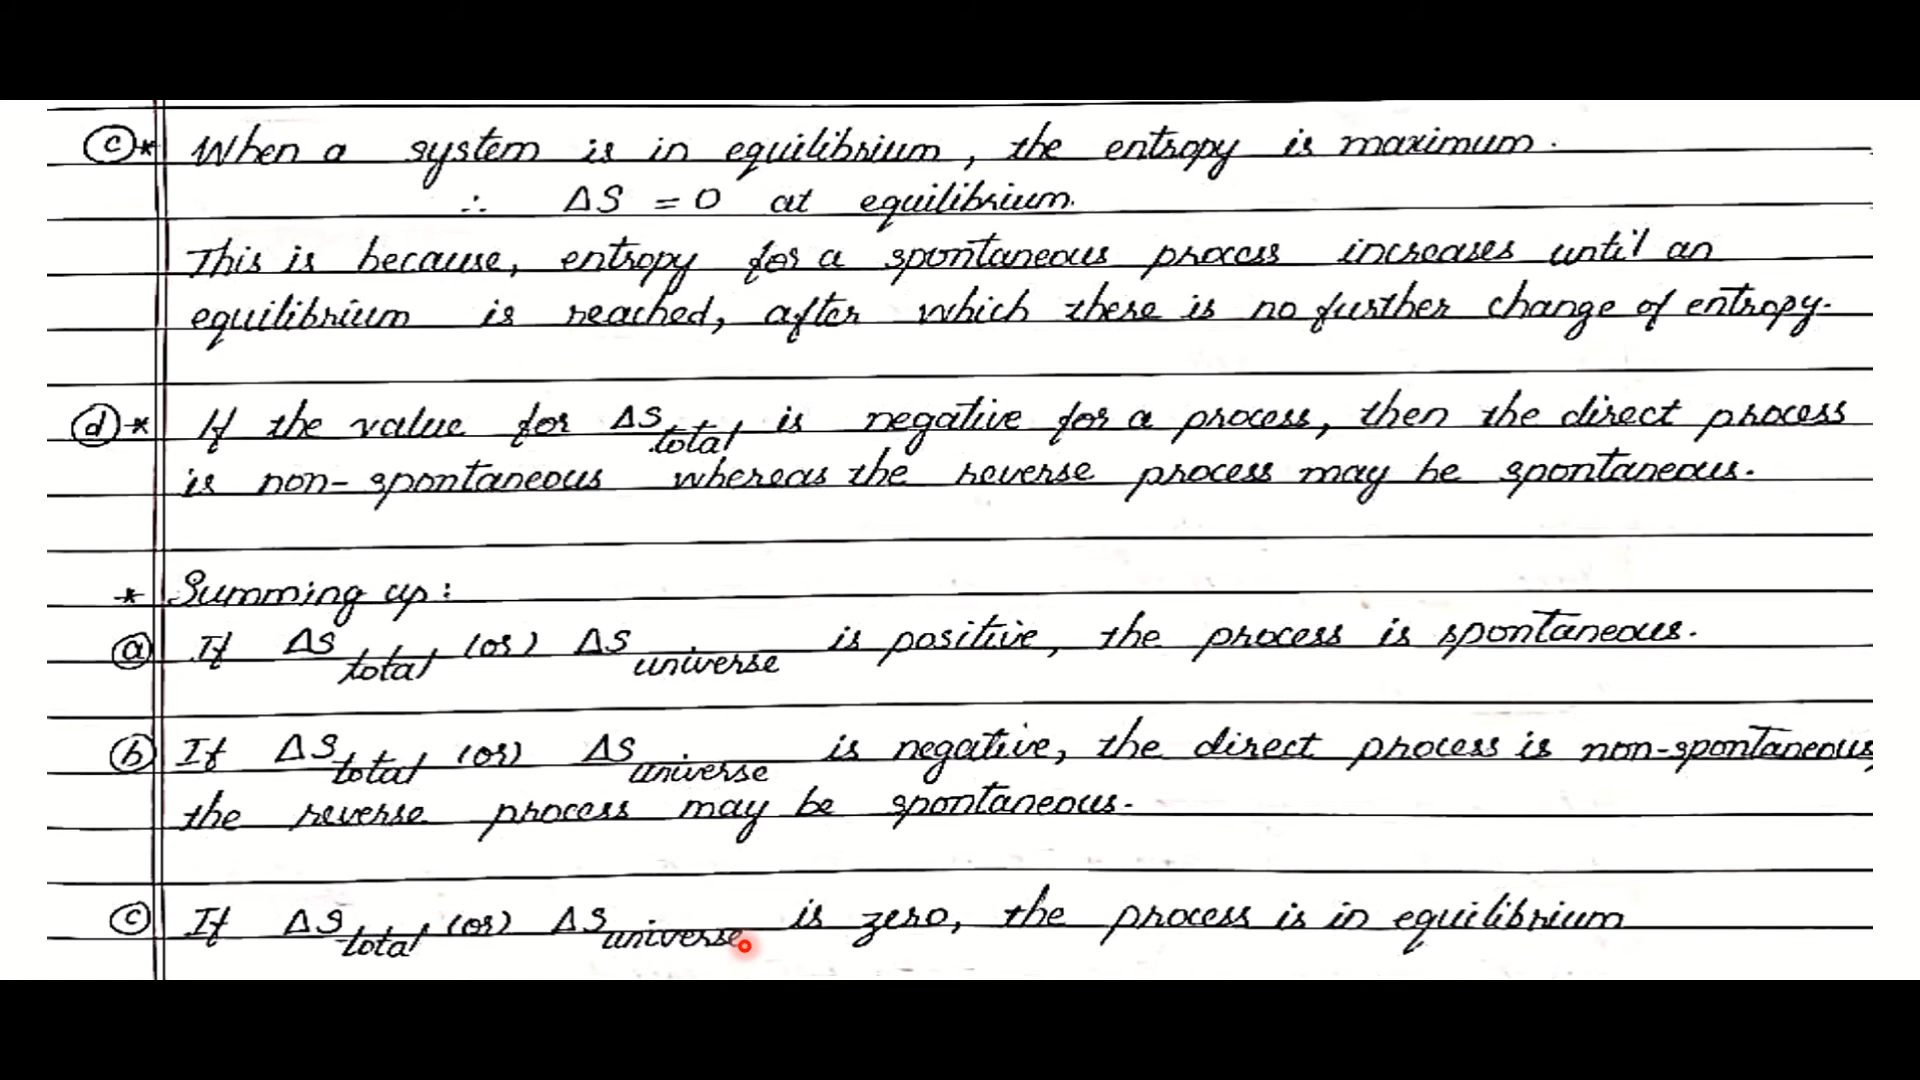 (c)* When a system is in equilibrium, the entropy is maximum.
∴ ΔS = 0 at equilibrium.
This is because, entropy for a spontaneous process increases until an
equilibrium is reached, after which there is no further change of entropy.
(d)* If the value for ΔS total is negative for a process, then the direct process
is non-spontaneous whereas the reverse process may be spontaneous.
* Summing up:
(a) If ΔS total (or) ΔS universe is positive, the process is spontaneous.
(b) If ΔS total (or) ΔS universe is negative, the direct process is non-spontaneous,
the reverse process may be spontaneous.
(c) If ΔS total (or) ΔS universe is zero, the process is in equilibrium